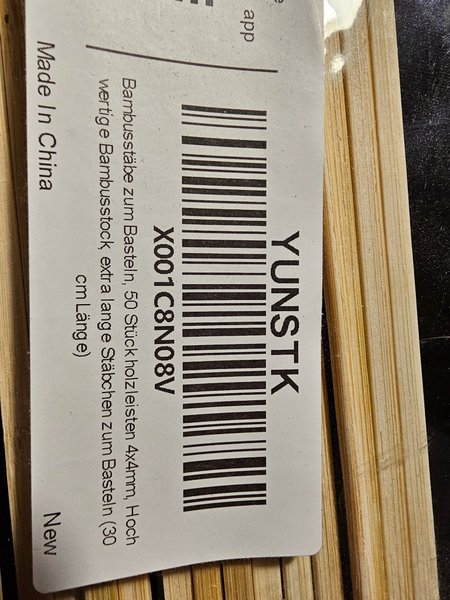 e
app
E
YUNSTK
X001C8N08V
Bambusstäbe zum Basteln, 50 Stück holzleisten 4x4mm, Hoch
wertige Bambusstock, extra lange Stäbchen zum Basteln (30
cm Länge)
Made In China
New